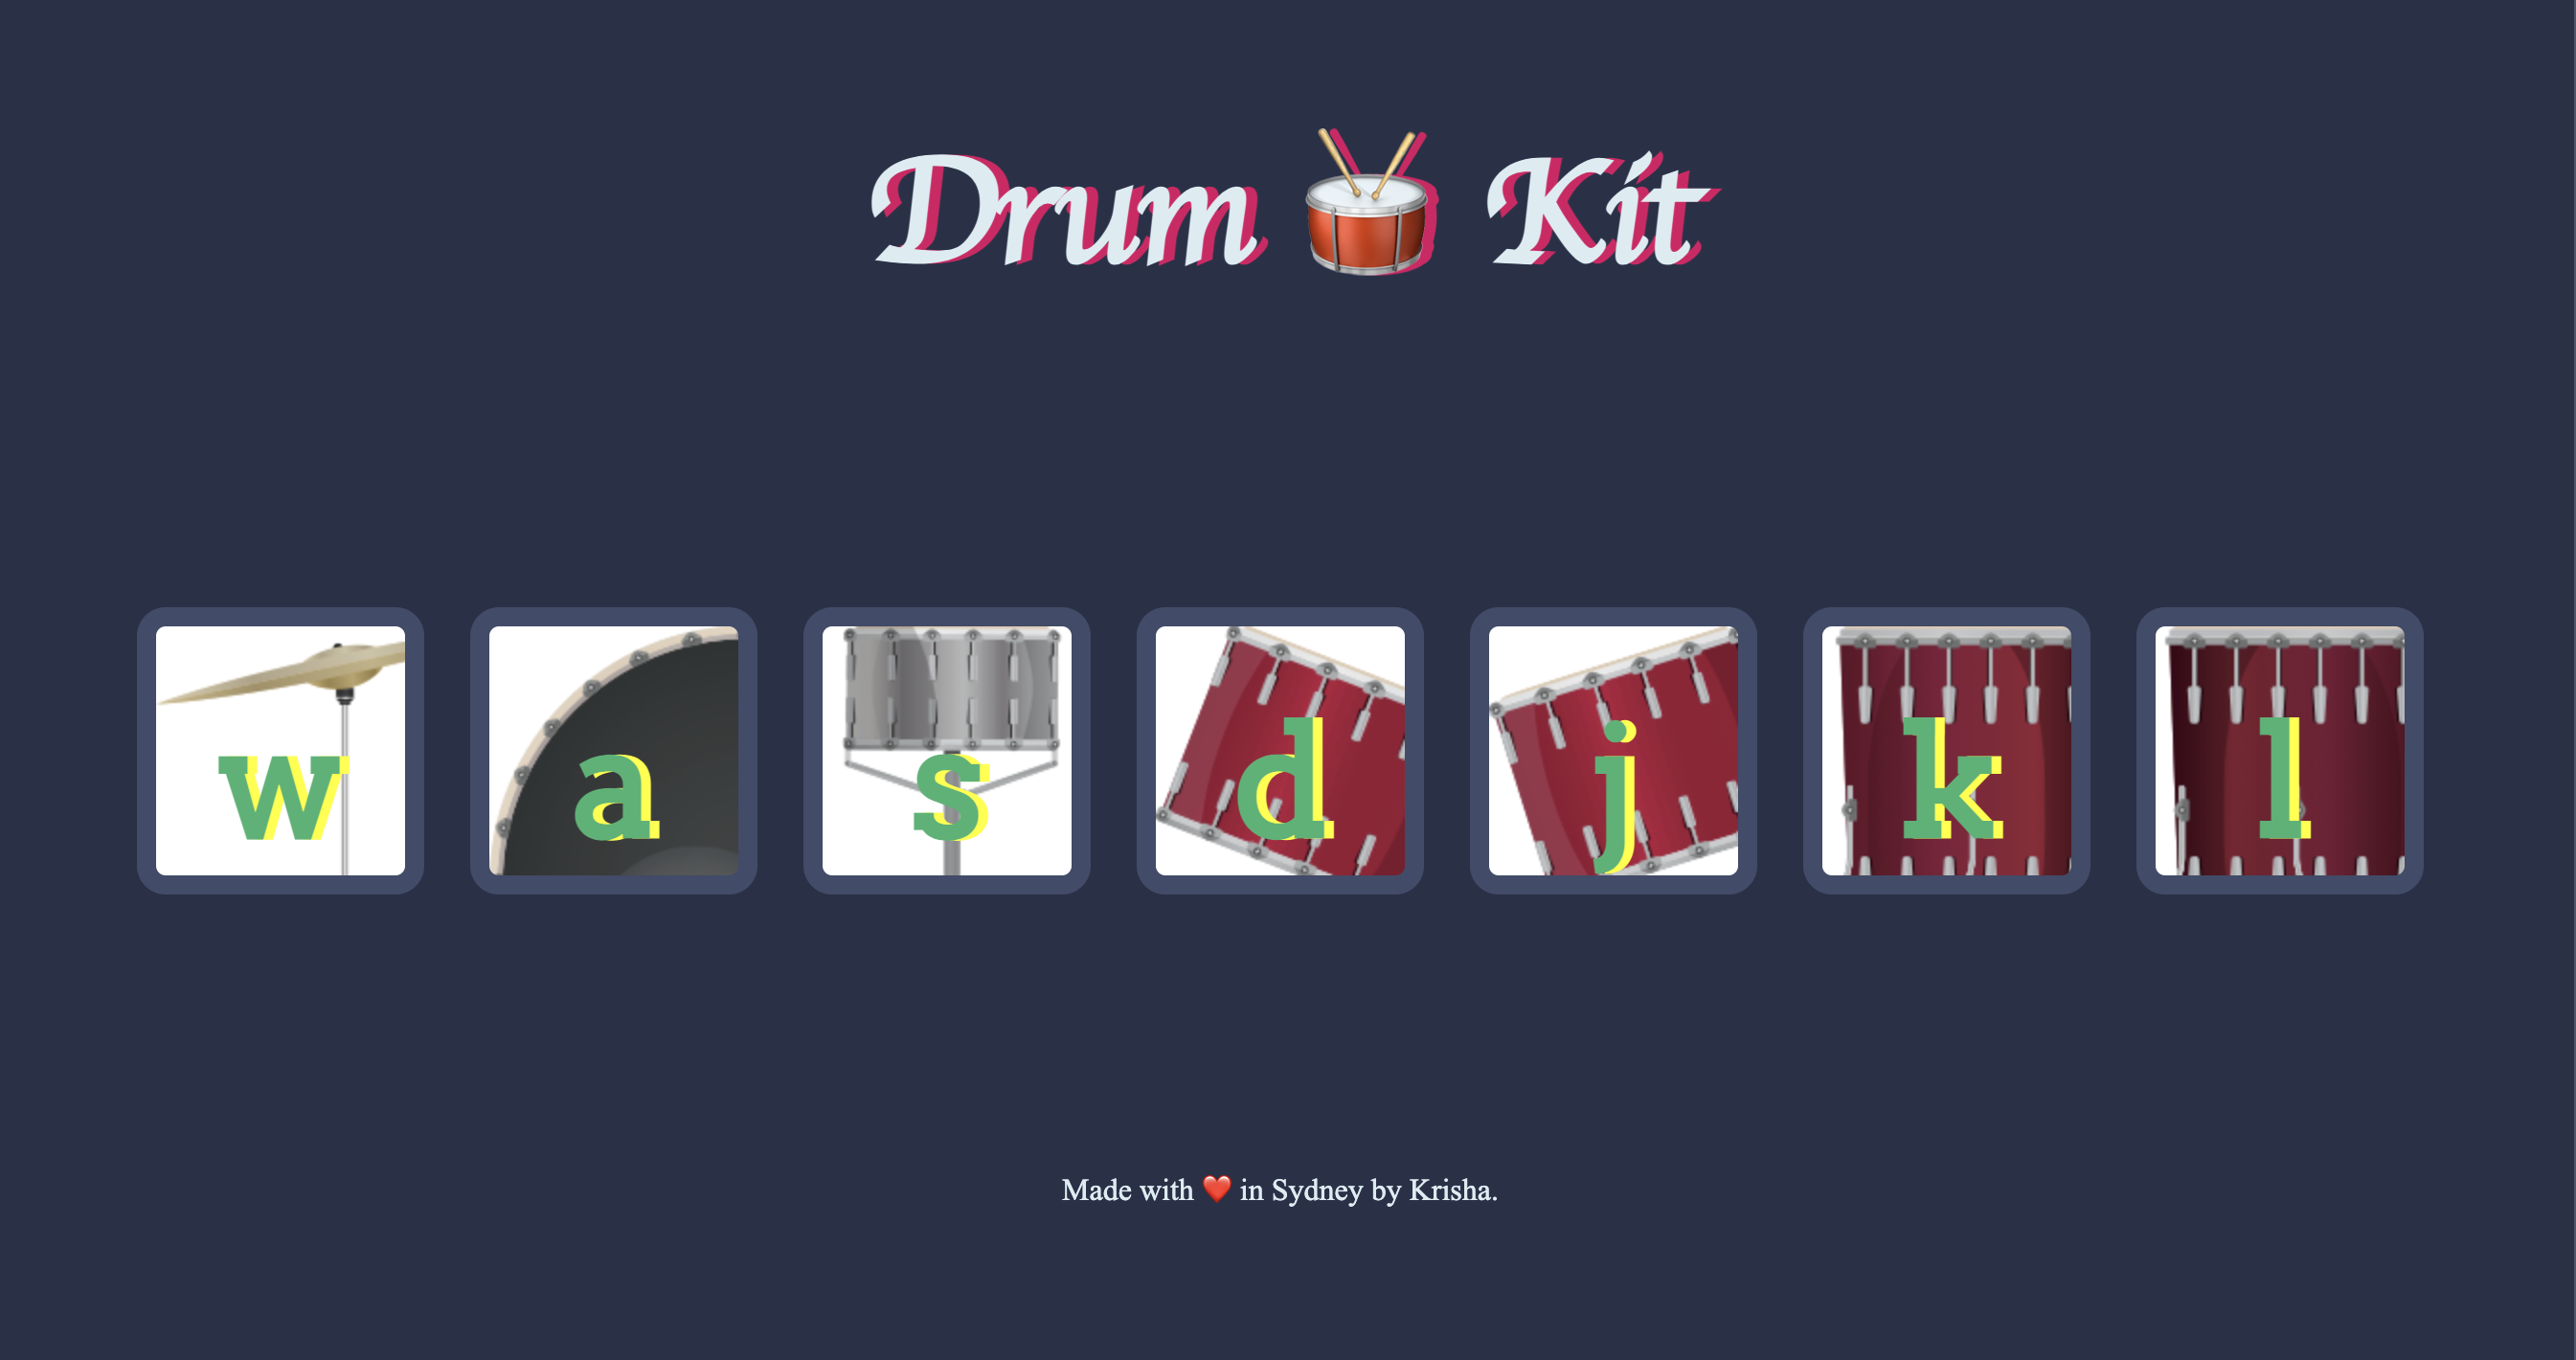 Drum 🥁 Kit
w a s d j k l
Made with ❤️ in Sydney by Krisha.